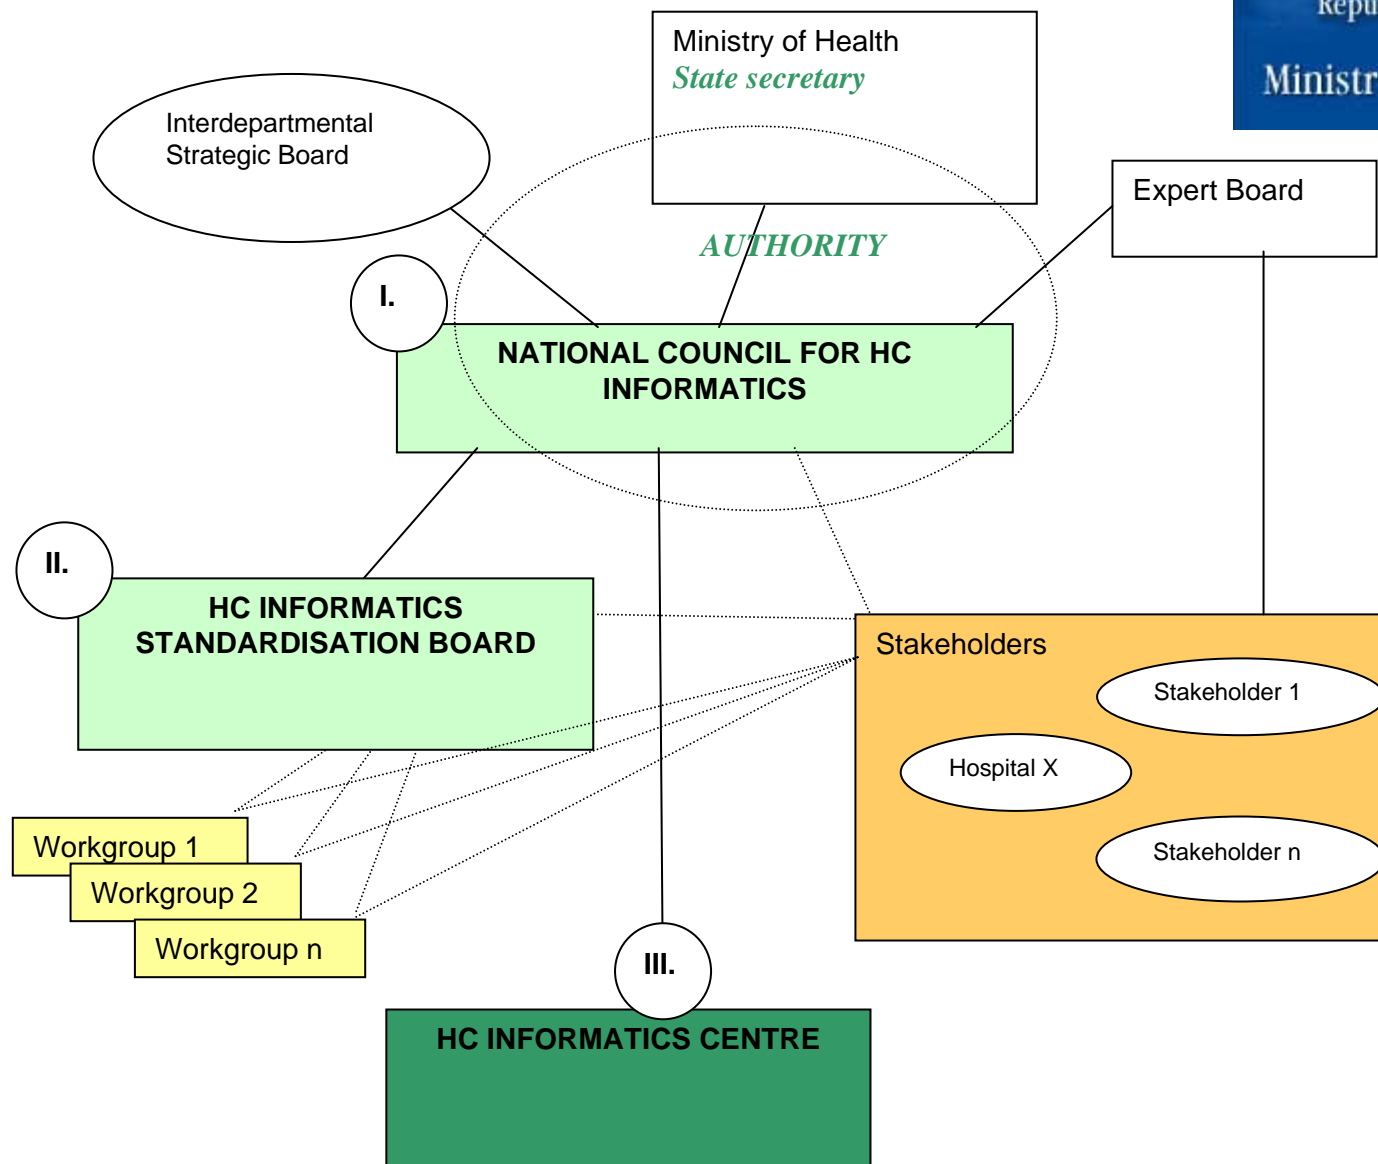 Ministry of Health
State secretary
Interdepartmental
Strategic Board
Expert Board
AUTHORITY
I.
NATIONAL COUNCIL FOR HC
INFORMATICS
II.
HC INFORMATICS
STANDARDISATION BOARD
Stakeholders
Stakeholder 1
Hospital X
Stakeholder n
Workgroup 1
Workgroup 2
Workgroup n
III.
HC INFORMATICS CENTRE